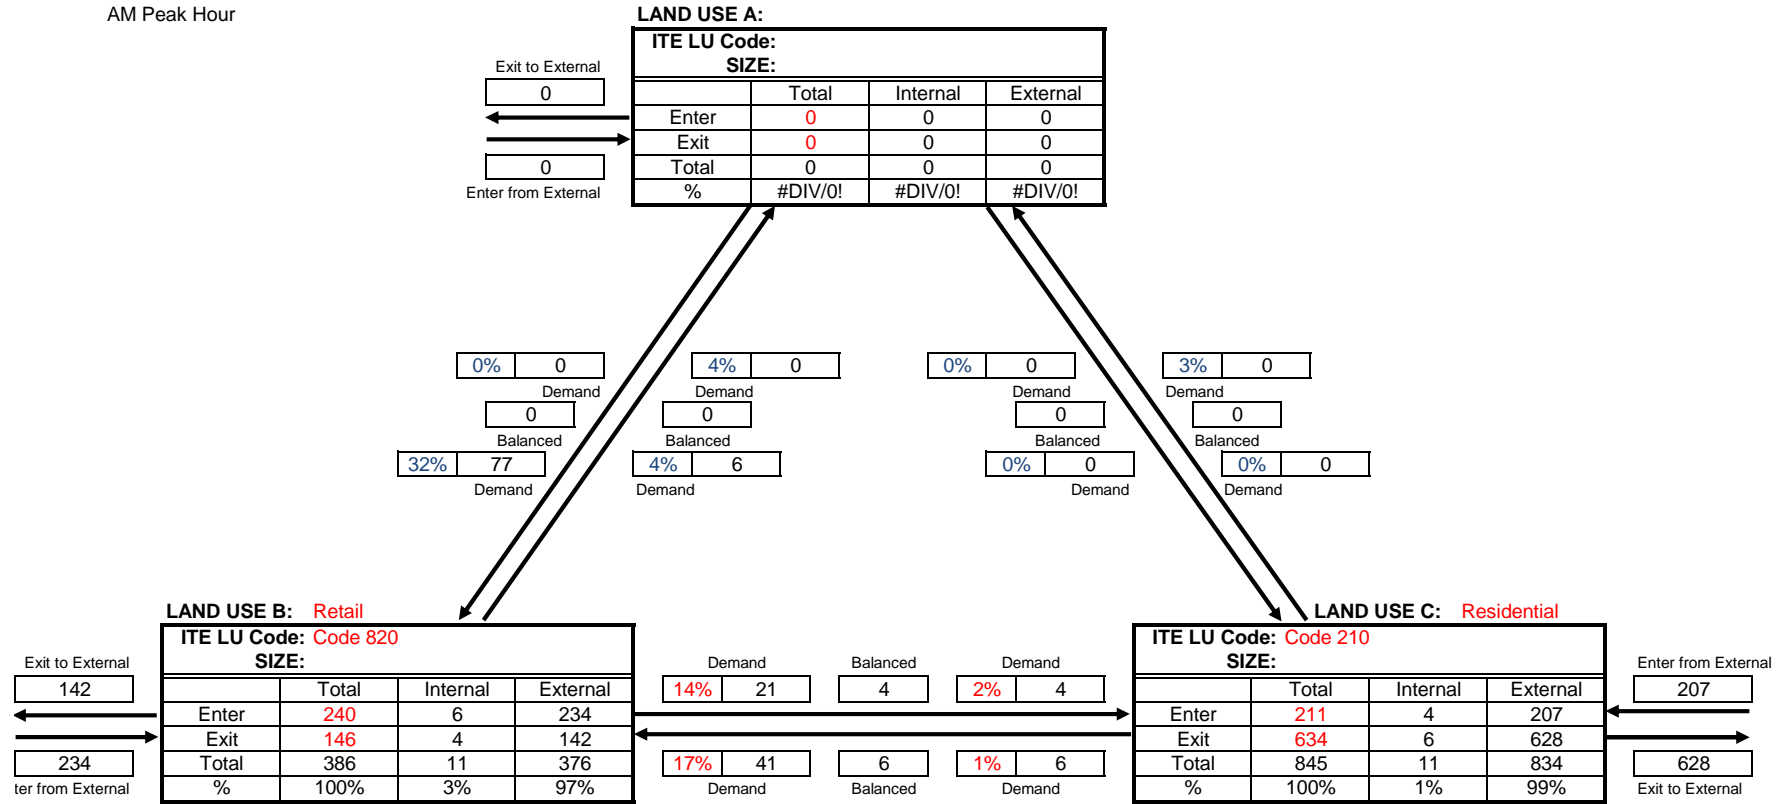 AM Peak Hour
LAND USE A:
ITE LU Code:
SIZE:
Exit to External
0
Total Internal External
Enter 0 0 0
Exit 0 0 0
Total 0 0 0
% #DIV/0! #DIV/0! #DIV/0!
0
Enter from External
0% 0
Demand
0
Balanced
32% 77
Demand
4% 0
Demand
0
Balanced
4% 6
Demand
0% 0
Demand
0
Balanced
0% 0
Demand
3% 0
Demand
0
Balanced
0% 0
Demand
LAND USE B: Retail
ITE LU Code: Code 820
SIZE:
Exit to External
142
Total Internal External
Enter 240 6 234
Exit 146 4 142
Total 386 11 376
% 100% 3% 97%
234
ter from External
Demand Balanced Demand
14% 21 4 2% 4
17% 41 6 1% 6
Demand Balanced Demand
LAND USE C: Residential
ITE LU Code: Code 210
SIZE:
Total Internal External
Enter 211 4 207
Exit 634 6 628
Total 845 11 834
% 100% 1% 99%
Enter from External
207
628
Exit to External